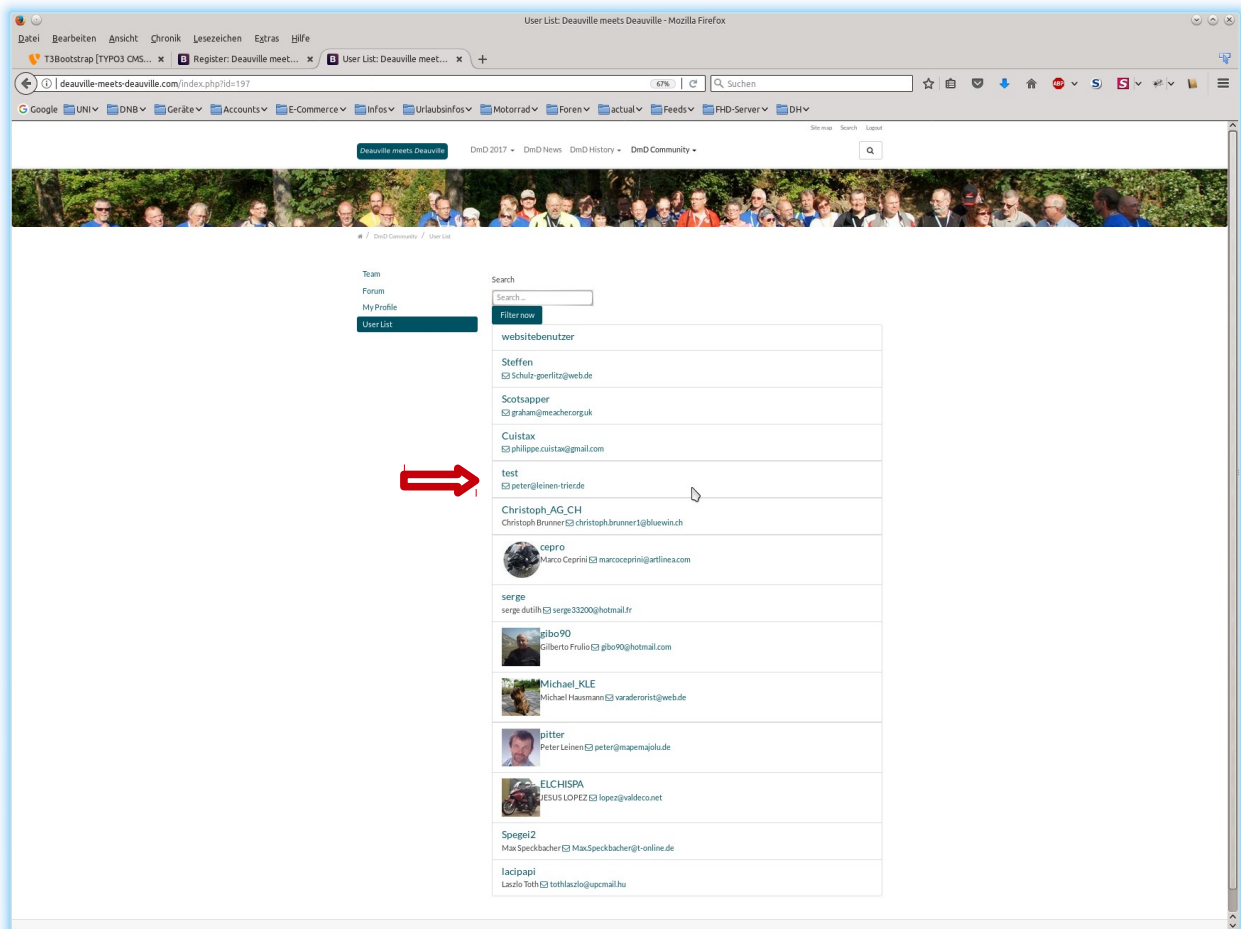 User List: Deauville meets Deauville - Mozilla Firefox
Datei Bearbeiten Ansicht Chronik Lesezeichen Extras Hilfe
T3Bootstrap [TYPO3 CMS... Register: Deauville meet... User List: Deauville meet...
deauville-meets-deauville.com/index.php?id=197 67% Suchen
Google UNI DNB Geräte Accounts E-Commerce Infos Urlaubsinfos Motorrad Foren actual Feeds FHD-Server DH
Site map Search Logout
Deauville meets Deauville DmD 2017 DmD News DmD History DmD Community
/ DmD Community / User List
Team
Forum
My Profile
User List
Search
Search ...
Filter now
websitebenutzer
Steffen
Schulz-goerlitz@web.de
Scotsapper
graham@meacher.org.uk
Cuistax
philippe.cuistax@gmail.com
test
peter@leinen-trier.de
Christoph_AG_CH
Christoph Brunner christoph.brunner1@bluewin.ch
cepro
Marco Ceprini marcoceprini@artlinea.com
serge
serge dutilh serge33200@hotmail.fr
gibo90
Gilberto Frulio gibo90@hotmail.com
Michael_KLE
Michael Hausmann varaderorist@web.de
pitter
Peter Leinen peter@mapemajolu.de
ELCHISPA
JESUS LOPEZ lopez@valdeco.net
Spegei2
Max Speckbacher Max.Speckbacher@t-online.de
lacipapi
Laszlo Toth tothlaszlo@upcmail.hu